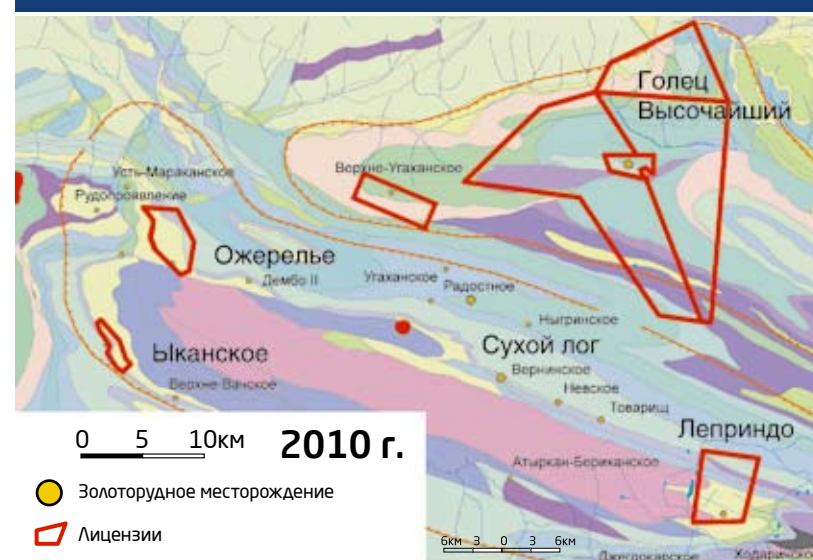 Голец
Высочайший
Верхне-Угаханское
Усть-Мараканское
Рудопроявление
Ожерелье
Дембо II
Угаханское
Радостное
Ныгринское
Сухой лог
Ыканское
Вернинское
Верхне-Ванское
Невское
Товарищ
Леприндо
Атыркан-Бериканское
0 5 10км
2010 г.
Золоторудное месторождение
Лицензии
6км 3 0 3 6км